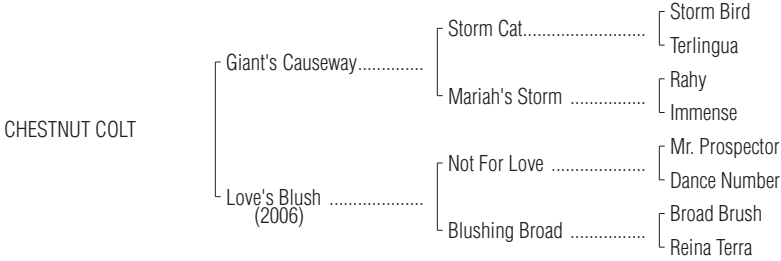 Storm Bird
Storm Cat.........................
Terlingua
Giant's Causeway..............
Rahy
Mariah's Storm ................
Immense
CHESTNUT COLT
Mr. Prospector
Not For Love ....................
Dance Number
Love's Blush ....................
(2006)
Broad Brush
Blushing Broad ................
Reina Terra